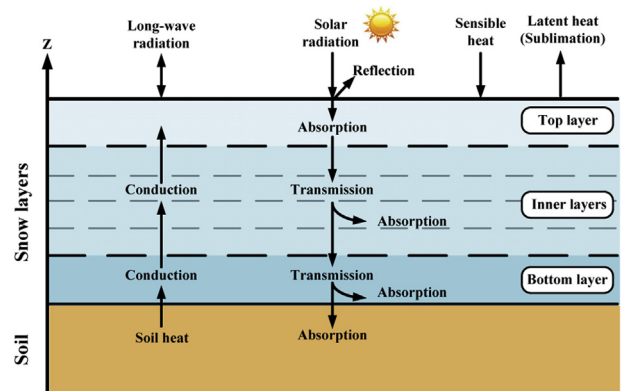 Z
Long-wave
radiation
Solar
radiation
Reflection
Sensible
heat
Latent heat
(Sublimation)
Snow layers
Absorption
Top layer
Conduction
Transmission
Absorption
Inner layers
Conduction
Transmission
Absorption
Bottom layer
Soil
Soil heat
Absorption